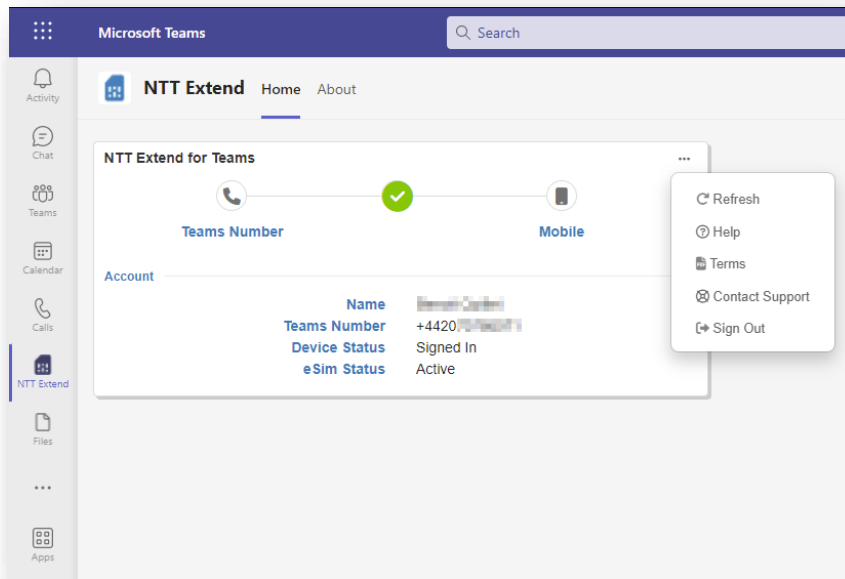 Microsoft Teams
Search
Activity
Chat
Teams
Calendar
Calls
NTT Extend
Files
...
Apps
NTT Extend Home About
NTT Extend for Teams
...
Teams Number Mobile
Account
Name
Teams Number +4420
Device Status Signed In
eSim Status Active
Refresh
Help
Terms
Contact Support
Sign Out